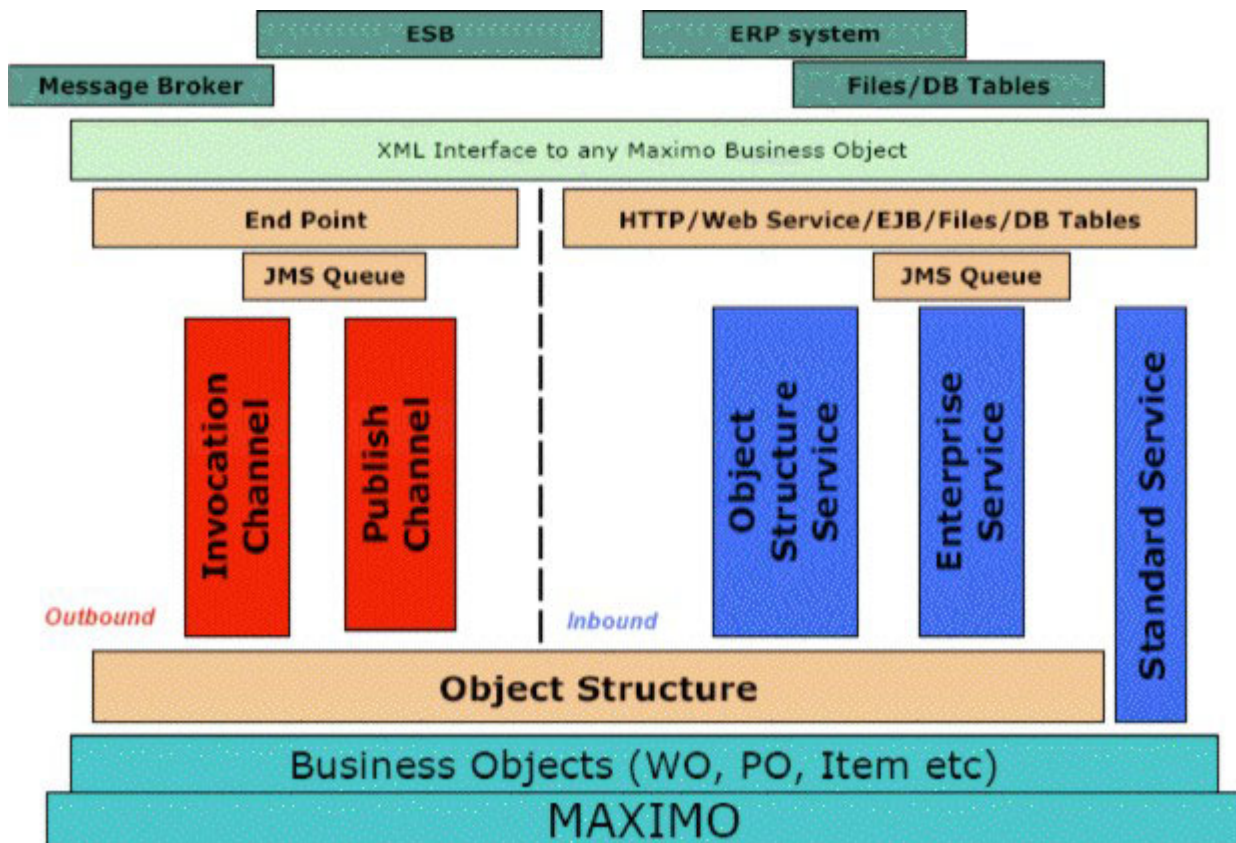 ESB
ERP system
Message Broker
Files/DB Tables
XML Interface to any Maximo Business Object
End Point
HTTP/Web Service/EJB/Files/DB Tables
JMS Queue
JMS Queue
Invocation
Channel
Publish
Channel
Object
Structure
Service
Enterprise
Service
Standard Service
Outbound
Inbound
Object Structure
Business Objects (WO, PO, Item etc)
MAXIMO